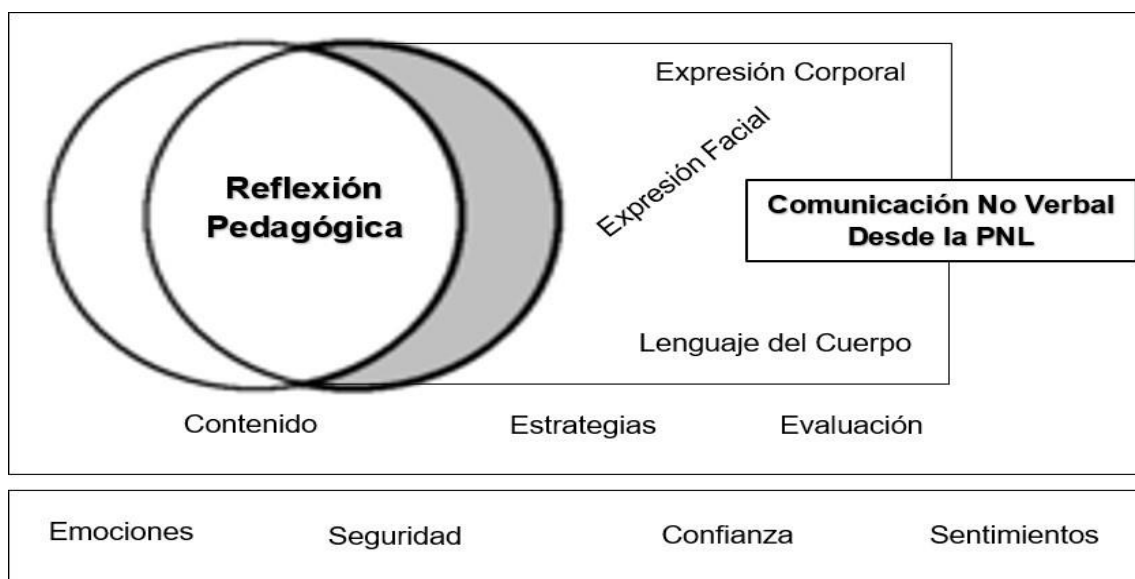 Expresión Corporal
Expresión Facial
Reflexión
Pedagógica
Comunicación No Verbal
Desde la PNL
Lenguaje del Cuerpo
Contenido
Estrategias
Evaluación
Emociones
Seguridad
Confianza
Sentimientos